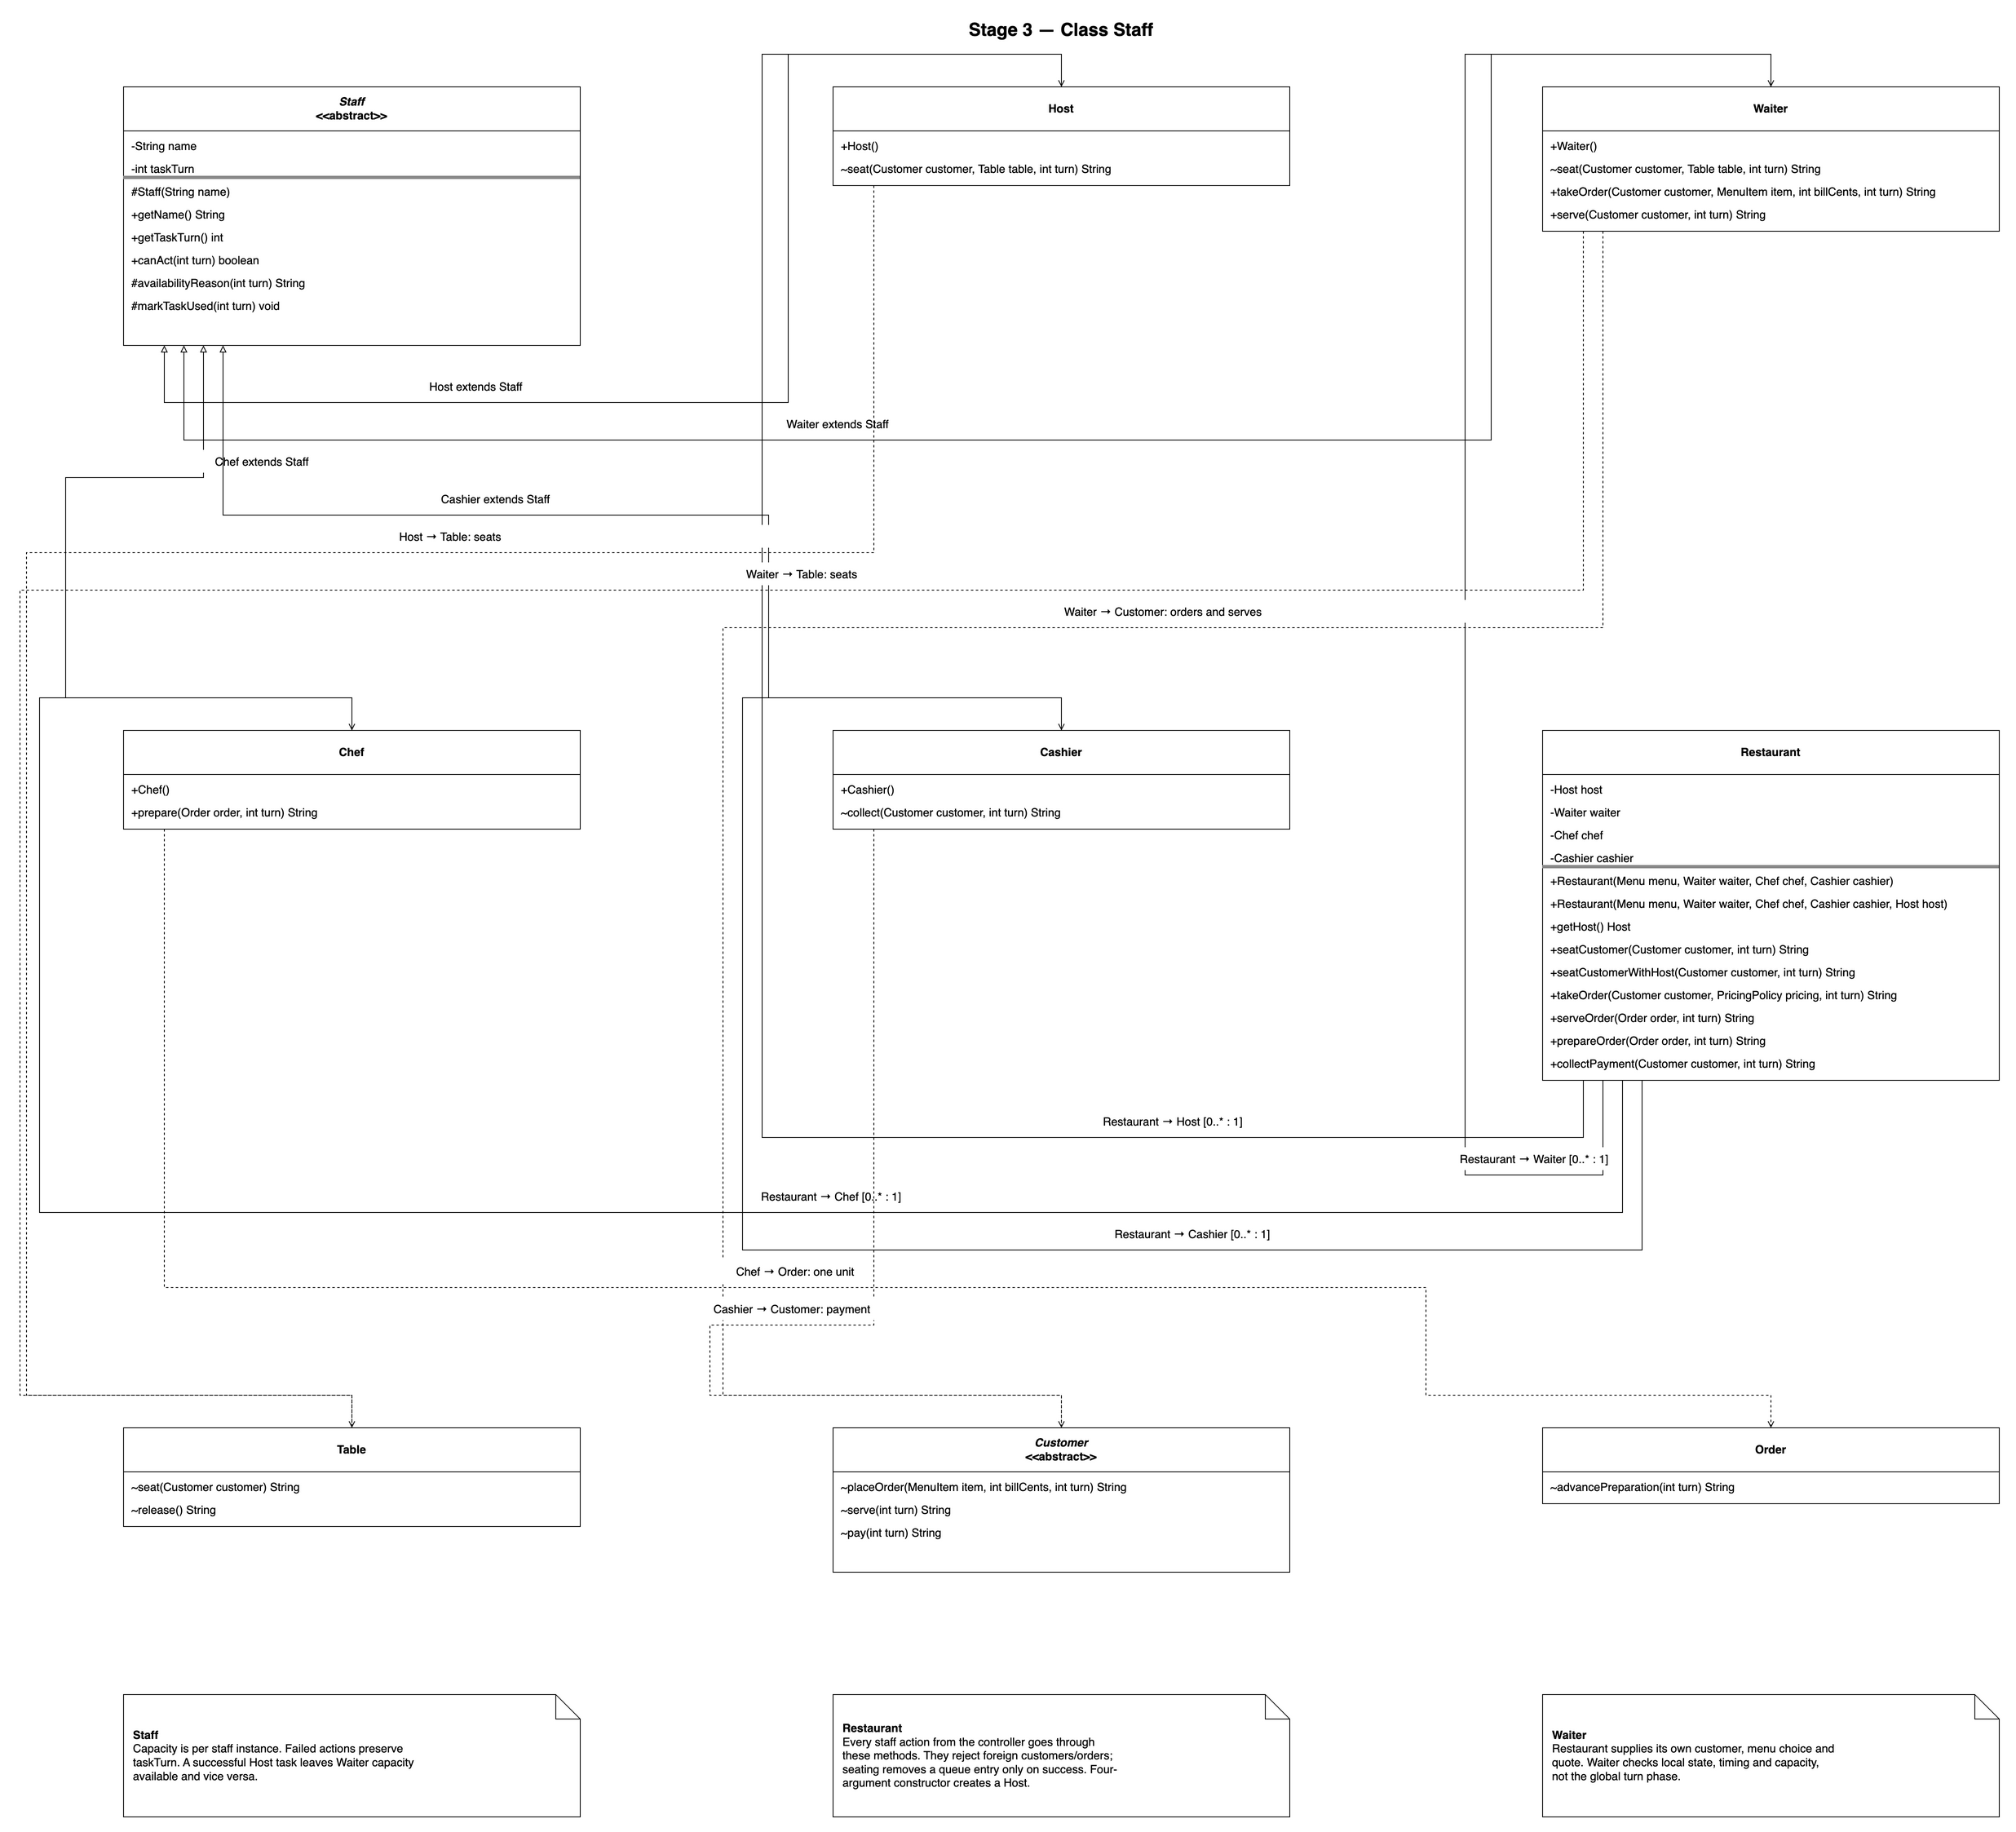 Stage 3 — Class Staff
Staff
<<abstract>>
-String name
-int taskTurn
#Staff(String name)
+getName() String
+getTaskTurn() int
+canAct(int turn) boolean
#availabilityReason(int turn) String
#markTaskUsed(int turn) void
Host
+Host()
~seat(Customer customer, Table table, int turn) String
Waiter
+Waiter()
~seat(Customer customer, Table table, int turn) String
+takeOrder(Customer customer, MenuItem item, int billCents, int turn) String
+serve(Customer customer, int turn) String
Host extends Staff
Waiter extends Staff
Chef extends Staff
Cashier extends Staff
Host → Table: seats
Waiter → Table: seats
Waiter → Customer: orders and serves
Chef
+Chef()
+prepare(Order order, int turn) String
Cashier
+Cashier()
~collect(Customer customer, int turn) String
Restaurant
-Host host
-Waiter waiter
-Chef chef
-Cashier cashier
+Restaurant(Menu menu, Waiter waiter, Chef chef, Cashier cashier)
+Restaurant(Menu menu, Waiter waiter, Chef chef, Cashier cashier, Host host)
+getHost() Host
+seatCustomer(Customer customer, int turn) String
+seatCustomerWithHost(Customer customer, int turn) String
+takeOrder(Customer customer, PricingPolicy pricing, int turn) String
+serveOrder(Order order, int turn) String
+prepareOrder(Order order, int turn) String
+collectPayment(Customer customer, int turn) String
Restaurant → Host [0..* : 1]
Restaurant → Waiter [0..* : 1]
Restaurant → Chef [0..* : 1]
Restaurant → Cashier [0..* : 1]
Chef → Order: one unit
Cashier → Customer: payment
Table
~seat(Customer customer) String
~release() String
Customer
<<abstract>>
~placeOrder(MenuItem item, int billCents, int turn) String
~serve(int turn) String
~pay(int turn) String
Order
~advancePreparation(int turn) String
Staff
Capacity is per staff instance. Failed actions preserve
taskTurn. A successful Host task leaves Waiter capacity
available and vice versa.
Restaurant
Every staff action from the controller goes through
these methods. They reject foreign customers/orders;
seating removes a queue entry only on success. Four-
argument constructor creates a Host.
Waiter
Restaurant supplies its own customer, menu choice and
quote. Waiter checks local state, timing and capacity,
not the global turn phase.